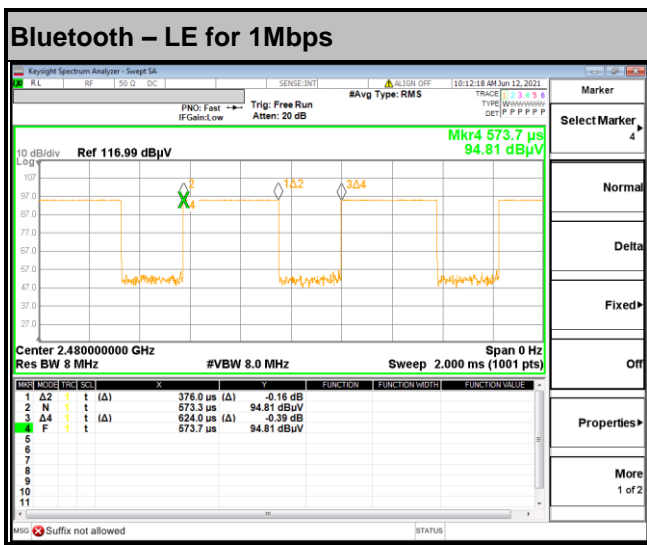 Bluetooth – LE for 1Mbps
Keysight Spectrum Analyzer - Swept SA
RL RF 50 Ω DC SENSE:INT ALIGN OFF 10:12:18 AM Jun 12, 2021
#Avg Type: RMS TRACE 1 2 3 4 5 6
PNO: Fast Trig: Free Run TYPE WWWWWW
IFGain:Low Atten: 20 dB DET P P P P P P
Marker
Select Marker
4
Normal
Delta
Fixed
Off
Properties
More
1 of 2
Mkr4 573.7 µs
94.81 dBµV
10 dB/div Ref 116.99 dBµV
Log
107
97.0
87.0
77.0
67.0
57.0
47.0
37.0
27.0
2
4
1Δ2
3Δ4
Center 2.480000000 GHz Span 0 Hz
Res BW 8 MHz #VBW 8.0 MHz Sweep 2.000 ms (1001 pts)
MKR MODE TRC SCL X Y FUNCTION FUNCTION WIDTH FUNCTION VALUE
1 Δ2 1 t (Δ) 376.0 µs (Δ) -0.16 dB
2 N 1 t 573.3 µs 94.81 dBµV
3 Δ4 1 t (Δ) 624.0 µs (Δ) -0.39 dB
4 F 1 t 573.7 µs 94.81 dBµV
5
6
7
8
9
10
11
MSG Suffix not allowed STATUS